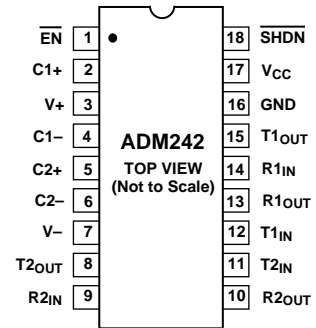 E̅N̅ 1 18 S̅H̅D̅N̅
C1+ 2 17 VCC
V+ 3 16 GND
C1– 4 15 T1OUT
ADM242
C2+ 5 14 R1IN
TOP VIEW
(Not to Scale)
C2– 6 13 R1OUT
V– 7 12 T1IN
T2OUT 8 11 T2IN
R2IN 9 10 R2OUT